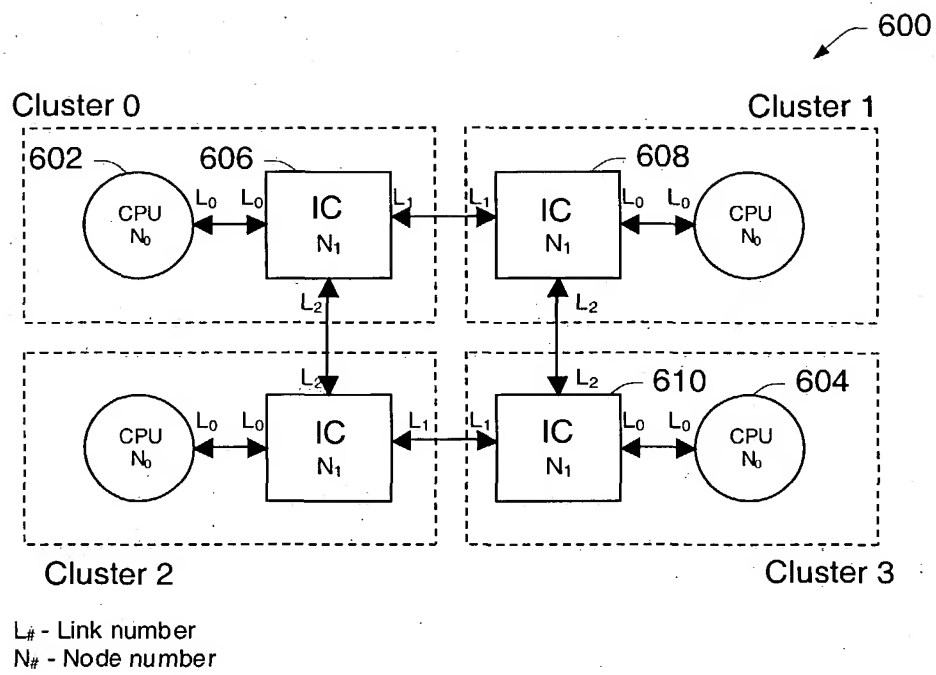 600
Cluster 0
Cluster 1
602
606
608
CPU
N₀
L₀
L₀
IC
N₁
L₁
L₁
IC
N₁
L₀
L₀
CPU
N₀
L₂
L₂
L₂
L₂
610
604
CPU
N₀
L₀
L₀
IC
N₁
L₁
L₁
IC
N₁
L₀
L₀
CPU
N₀
Cluster 2
Cluster 3
L# - Link number
N# - Node number